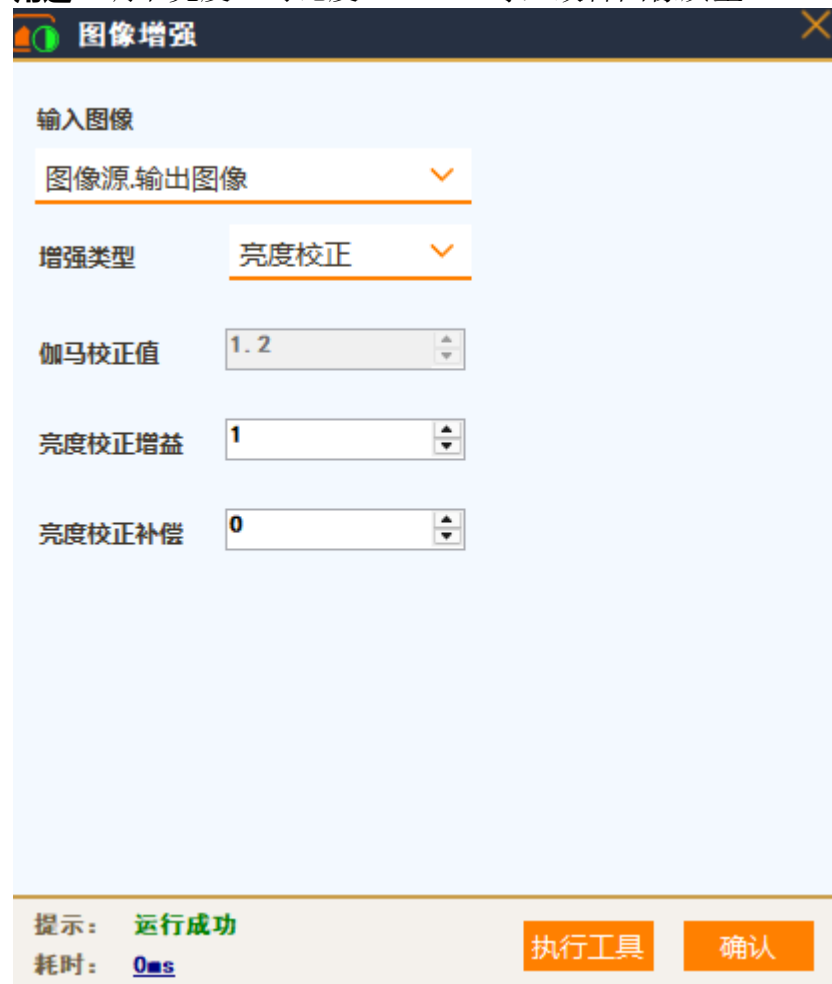 图像增强
输入图像
图像源.输出图像
增强类型 亮度校正
伽马校正值 1.2
亮度校正增益 1
亮度校正补偿 0
提示： 运行成功
耗时： 0ms
执行工具 确认